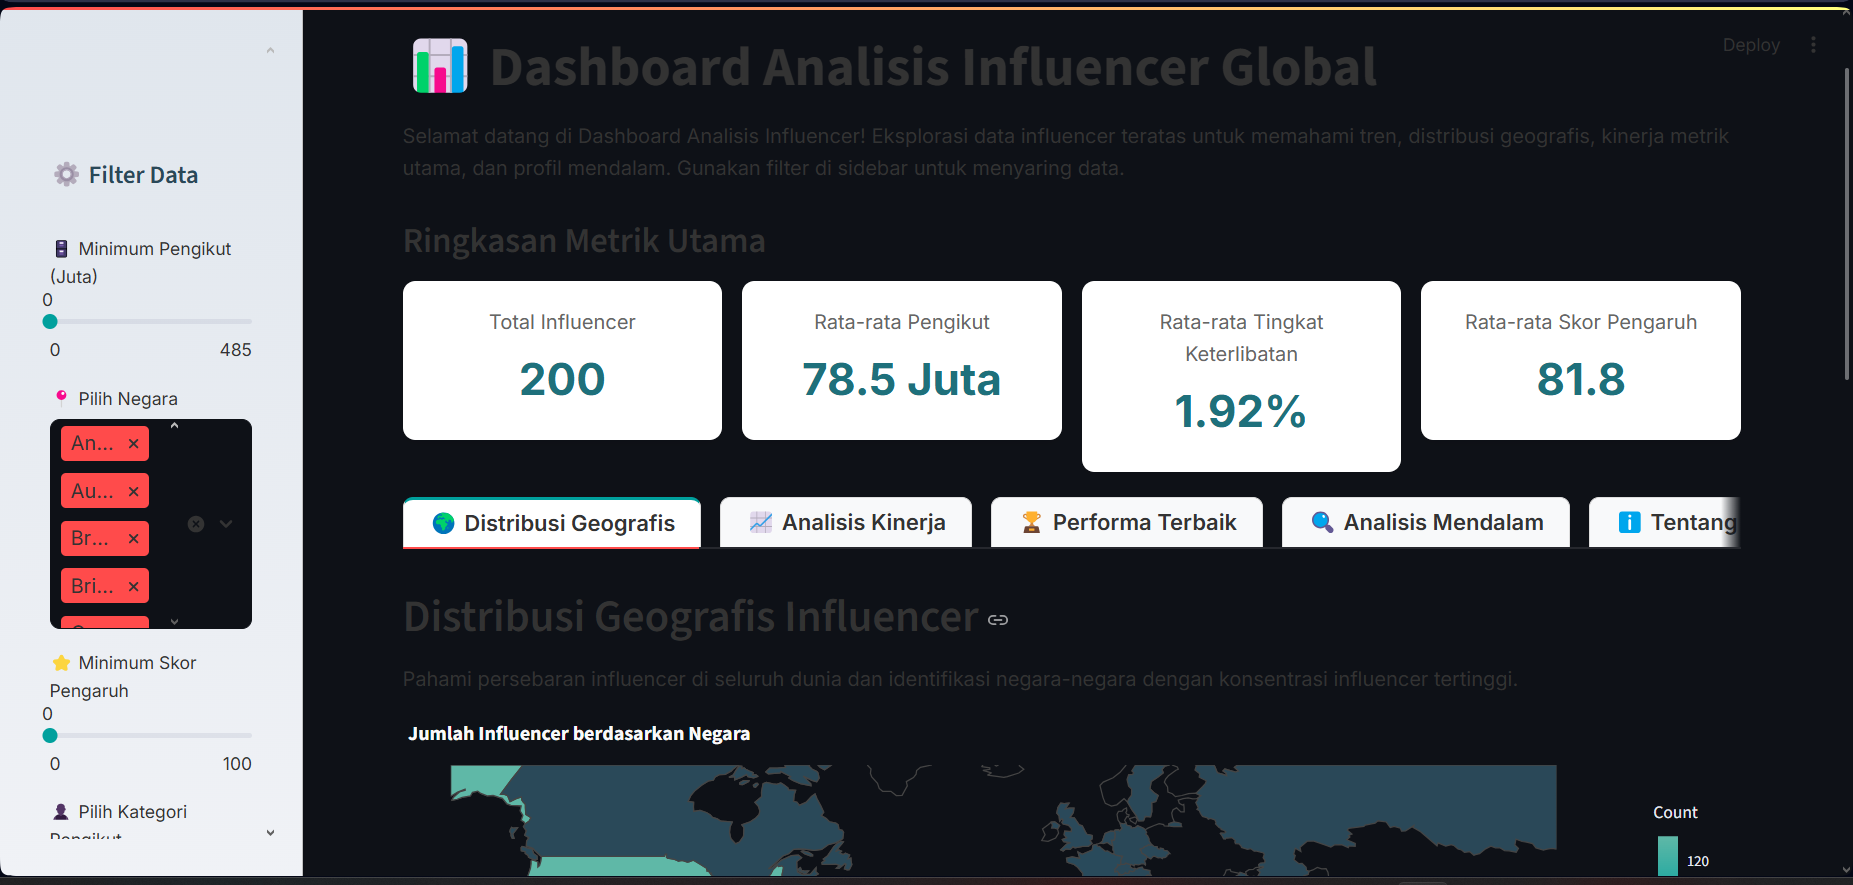 Deploy
Dashboard Analisis Influencer Global
Selamat datang di Dashboard Analisis Influencer! Eksplorasi data influencer teratas untuk memahami tren, distribusi geografis, kinerja metrik
utama, dan profil mendalam. Gunakan filter di sidebar untuk menyaring data.
Filter Data
Minimum Pengikut
(Juta)
0
0 485
Pilih Negara
An...
Au...
Br...
Bri...
Minimum Skor
Pengaruh
0
0 100
Pilih Kategori
Pengikut
Ringkasan Metrik Utama
Total Influencer
200
Rata-rata Pengikut
78.5 Juta
Rata-rata Tingkat
Keterlibatan
1.92%
Rata-rata Skor Pengaruh
81.8
Distribusi Geografis
Analisis Kinerja
Performa Terbaik
Analisis Mendalam
Tentang
Distribusi Geografis Influencer
Pahami persebaran influencer di seluruh dunia dan identifikasi negara-negara dengan konsentrasi influencer tertinggi.
Jumlah Influencer berdasarkan Negara
Count
120